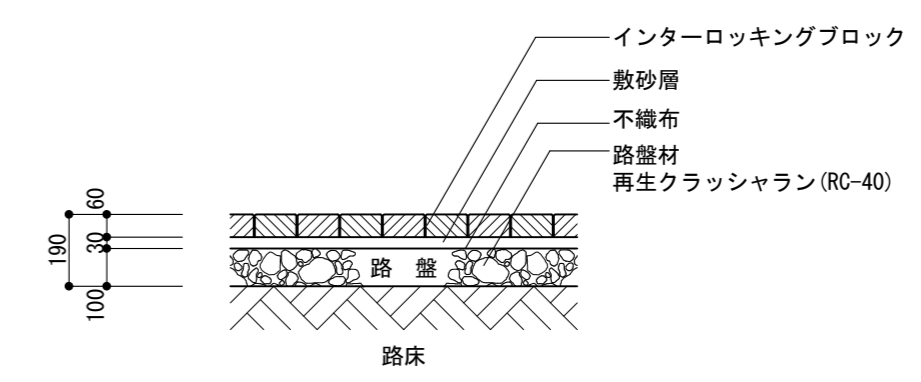 インターロッキングブロック
敷砂層
不織布
路盤材
再生クラッシャラン(RC-40)
60
30
190
100
路 盤
路床